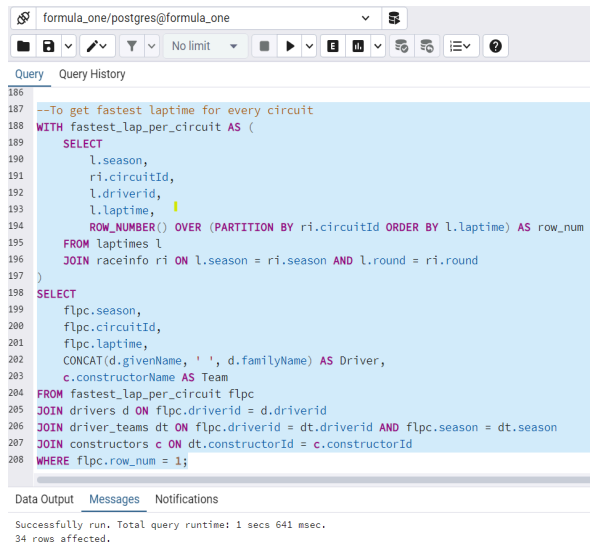 formula_one/postgres@formula_one
No limit
E
Query Query History
186
187 --To get fastest laptime for every circuit
188 WITH fastest_lap_per_circuit AS (
189 SELECT
190 l.season,
191 ri.circuitId,
192 l.driverid,
193 l.laptime,
194 ROW_NUMBER() OVER (PARTITION BY ri.circuitId ORDER BY l.laptime) AS row_num
195 FROM laptimes l
196 JOIN raceinfo ri ON l.season = ri.season AND l.round = ri.round
197 )
198 SELECT
199 flpc.season,
200 flpc.circuitId,
201 flpc.laptime,
202 CONCAT(d.givenName, ' ', d.familyName) AS Driver,
203 c.constructorName AS Team
204 FROM fastest_lap_per_circuit flpc
205 JOIN drivers d ON flpc.driverid = d.driverid
206 JOIN driver_teams dt ON flpc.driverid = dt.driverid AND flpc.season = dt.season
207 JOIN constructors c ON dt.constructorId = c.constructorId
208 WHERE flpc.row_num = 1;
Data Output Messages Notifications
Successfully run. Total query runtime: 1 secs 641 msec.
34 rows affected.